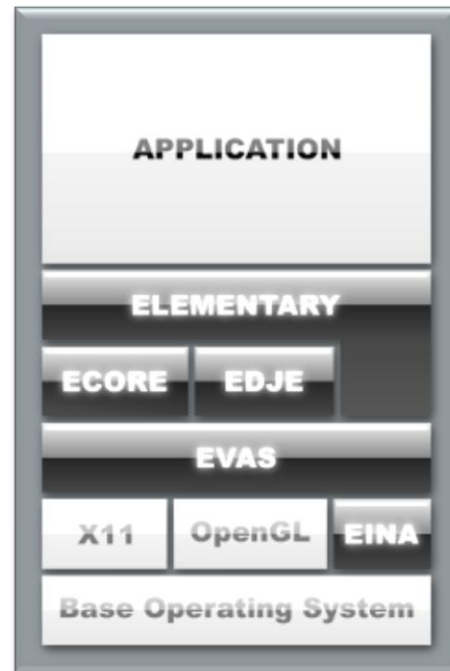 APPLICATION
ELEMENTARY
ECORE EDJE
EVAS
X11 OpenGL EINA
Base Operating System